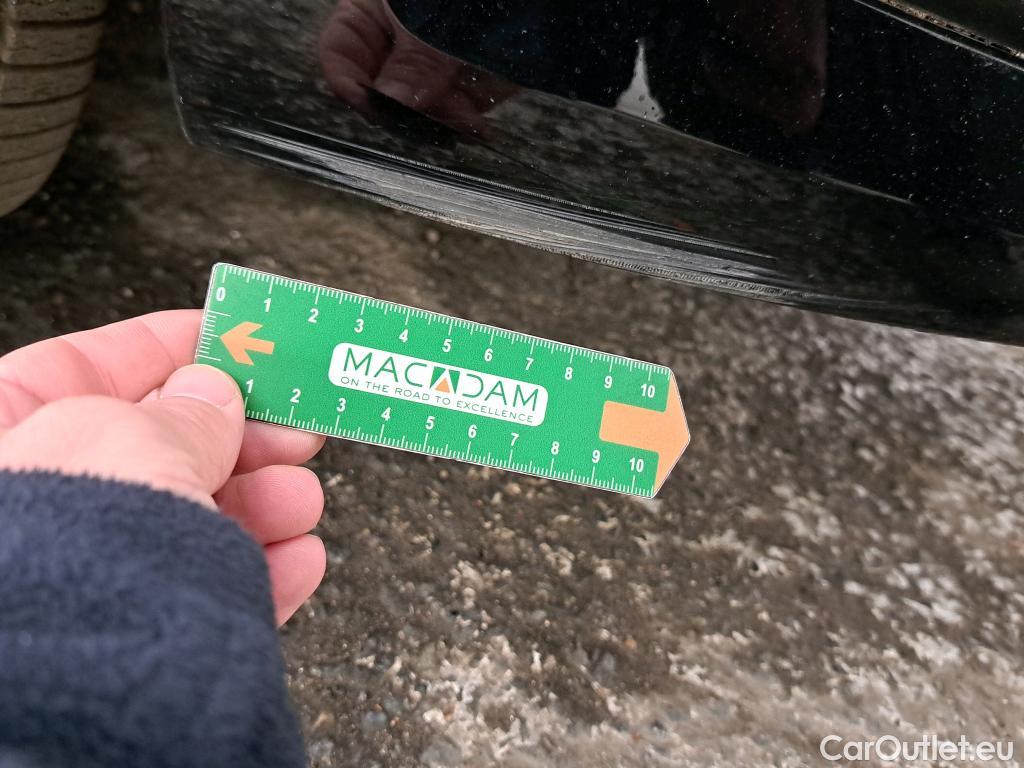 0 1 2 3 4 5 6 7 8 9 10
MACADAM
ON THE ROAD TO EXCELLENCE
1 2 3 4 5 6 7 8 9 10
CarOutlet.eu